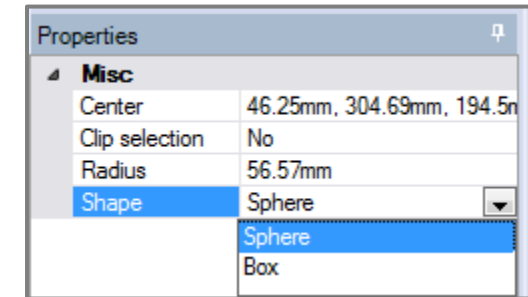 Properties
Misc
Center 46.25mm, 304.69mm, 194.5
Clip selection No
Radius 56.57mm
Shape Sphere
Sphere
Box